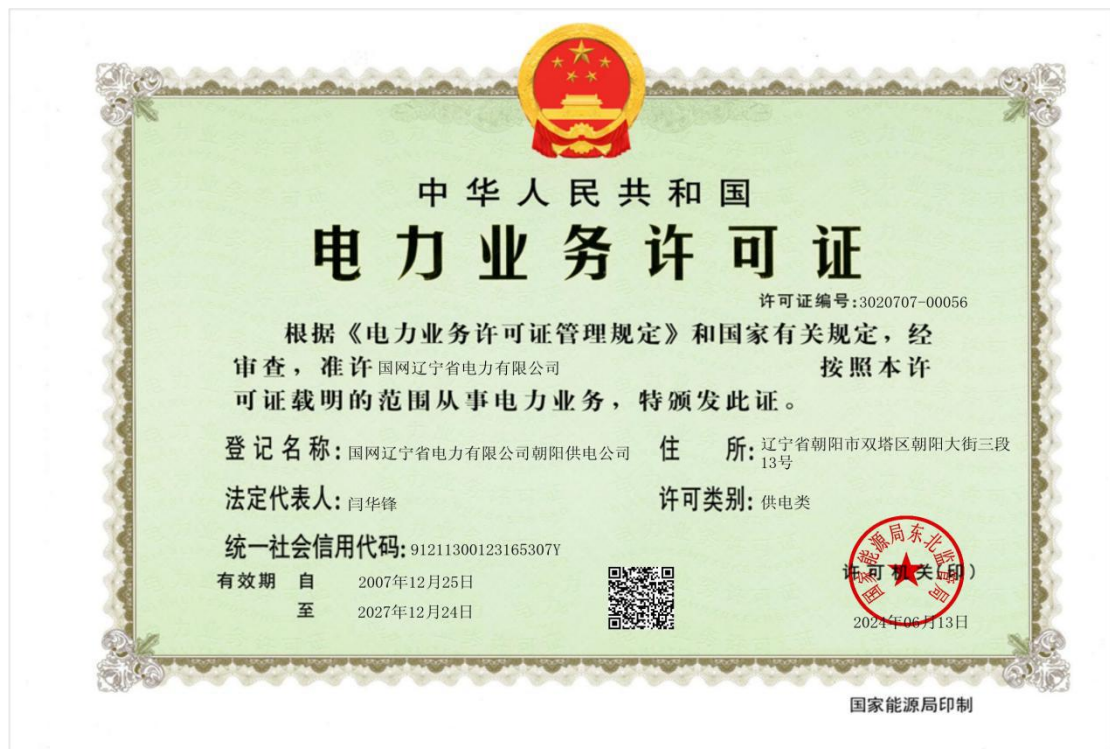 中华人民共和国
电力业务许可证
许可证编号:3020707-00056
根据《电力业务许可证管理规定》和国家有关规定，经
审查，准许国网辽宁省电力有限公司 按照本许
可证载明的范围从事电力业务，特颁发此证。
登记名称:国网辽宁省电力有限公司朝阳供电公司
住 所:辽宁省朝阳市双塔区朝阳大街三段
13号
法定代表人:闫华锋
许可类别:供电类
统一社会信用代码:91211300123165307Y
有效期 自 2007年12月25日
至 2027年12月24日
国家能源局东北监管局
许可机关(印)
2024年06月13日
国家能源局印制